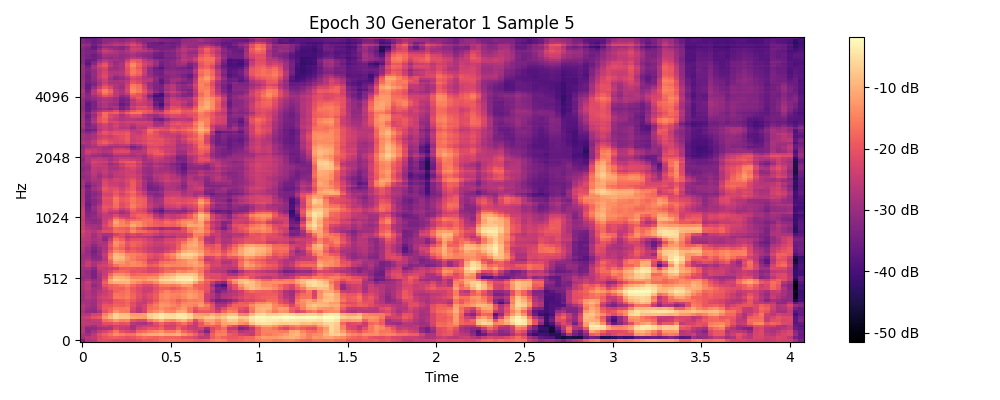 Epoch 30 Generator 1 Sample 5
Hz
4096
2048
1024
512
0
0 0.5 1 1.5 2 2.5 3 3.5 4
Time
-10 dB
-20 dB
-30 dB
-40 dB
-50 dB